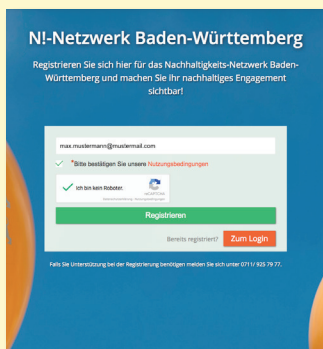 N!-Netzwerk Baden-Württemberg
Registrieren Sie sich hier für das Nachhaltigkeits-Netzwerk Baden-
Württemberg und machen Sie Ihr nachhaltiges Engagement
sichtbar!
max.mustermann@mustermail.com
*Bitte bestätigen Sie unsere Nutzungsbedingungen
Ich bin kein Roboter.
reCAPTCHA
Registrieren
Bereits registriert? Zum Login
Falls Sie Unterstützung bei der Registrierung benötigen melden Sie sich unter 0711/ 925 79 77.